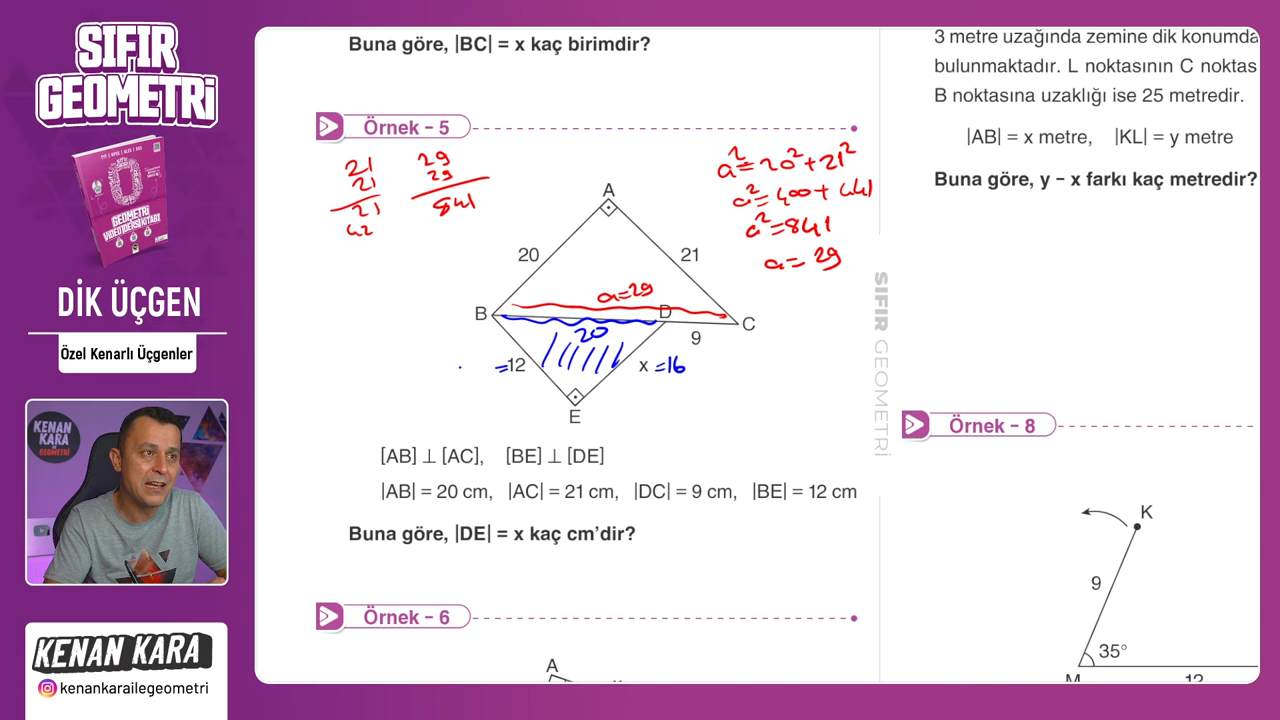 SIFIR
GEOMETRİ
GEOMETRİ
VİDEO DERS KİTABI
DİK ÜÇGEN
Özel Kenarlı Üçgenler
KENAN
KARA
GEOMETRİ
KENAN KARA
kenankarailegeometri
Buna göre, |BC| = x kaç birimdir?
Örnek - 5
21
21
21
42
29
29
841
a²=20²+21²
a²=400+441
a²=841
a=29
A
20
21
a=29
B
D
C
20
9
=12
x =16
E
[AB] ⊥ [AC], [BE] ⊥ [DE]
|AB| = 20 cm, |AC| = 21 cm, |DC| = 9 cm, |BE| = 12 cm
Buna göre, |DE| = x kaç cm’dir?
Örnek - 6
A
SIFIR GEOMETRİ
3 metre uzağında zemine dik konumda
bulunmaktadır. L noktasının C noktas
B noktasına uzaklığı ise 25 metredir.
|AB| = x metre, |KL| = y metre
Buna göre, y − x farkı kaç metredir?
Örnek - 8
K
9
35°
M
12